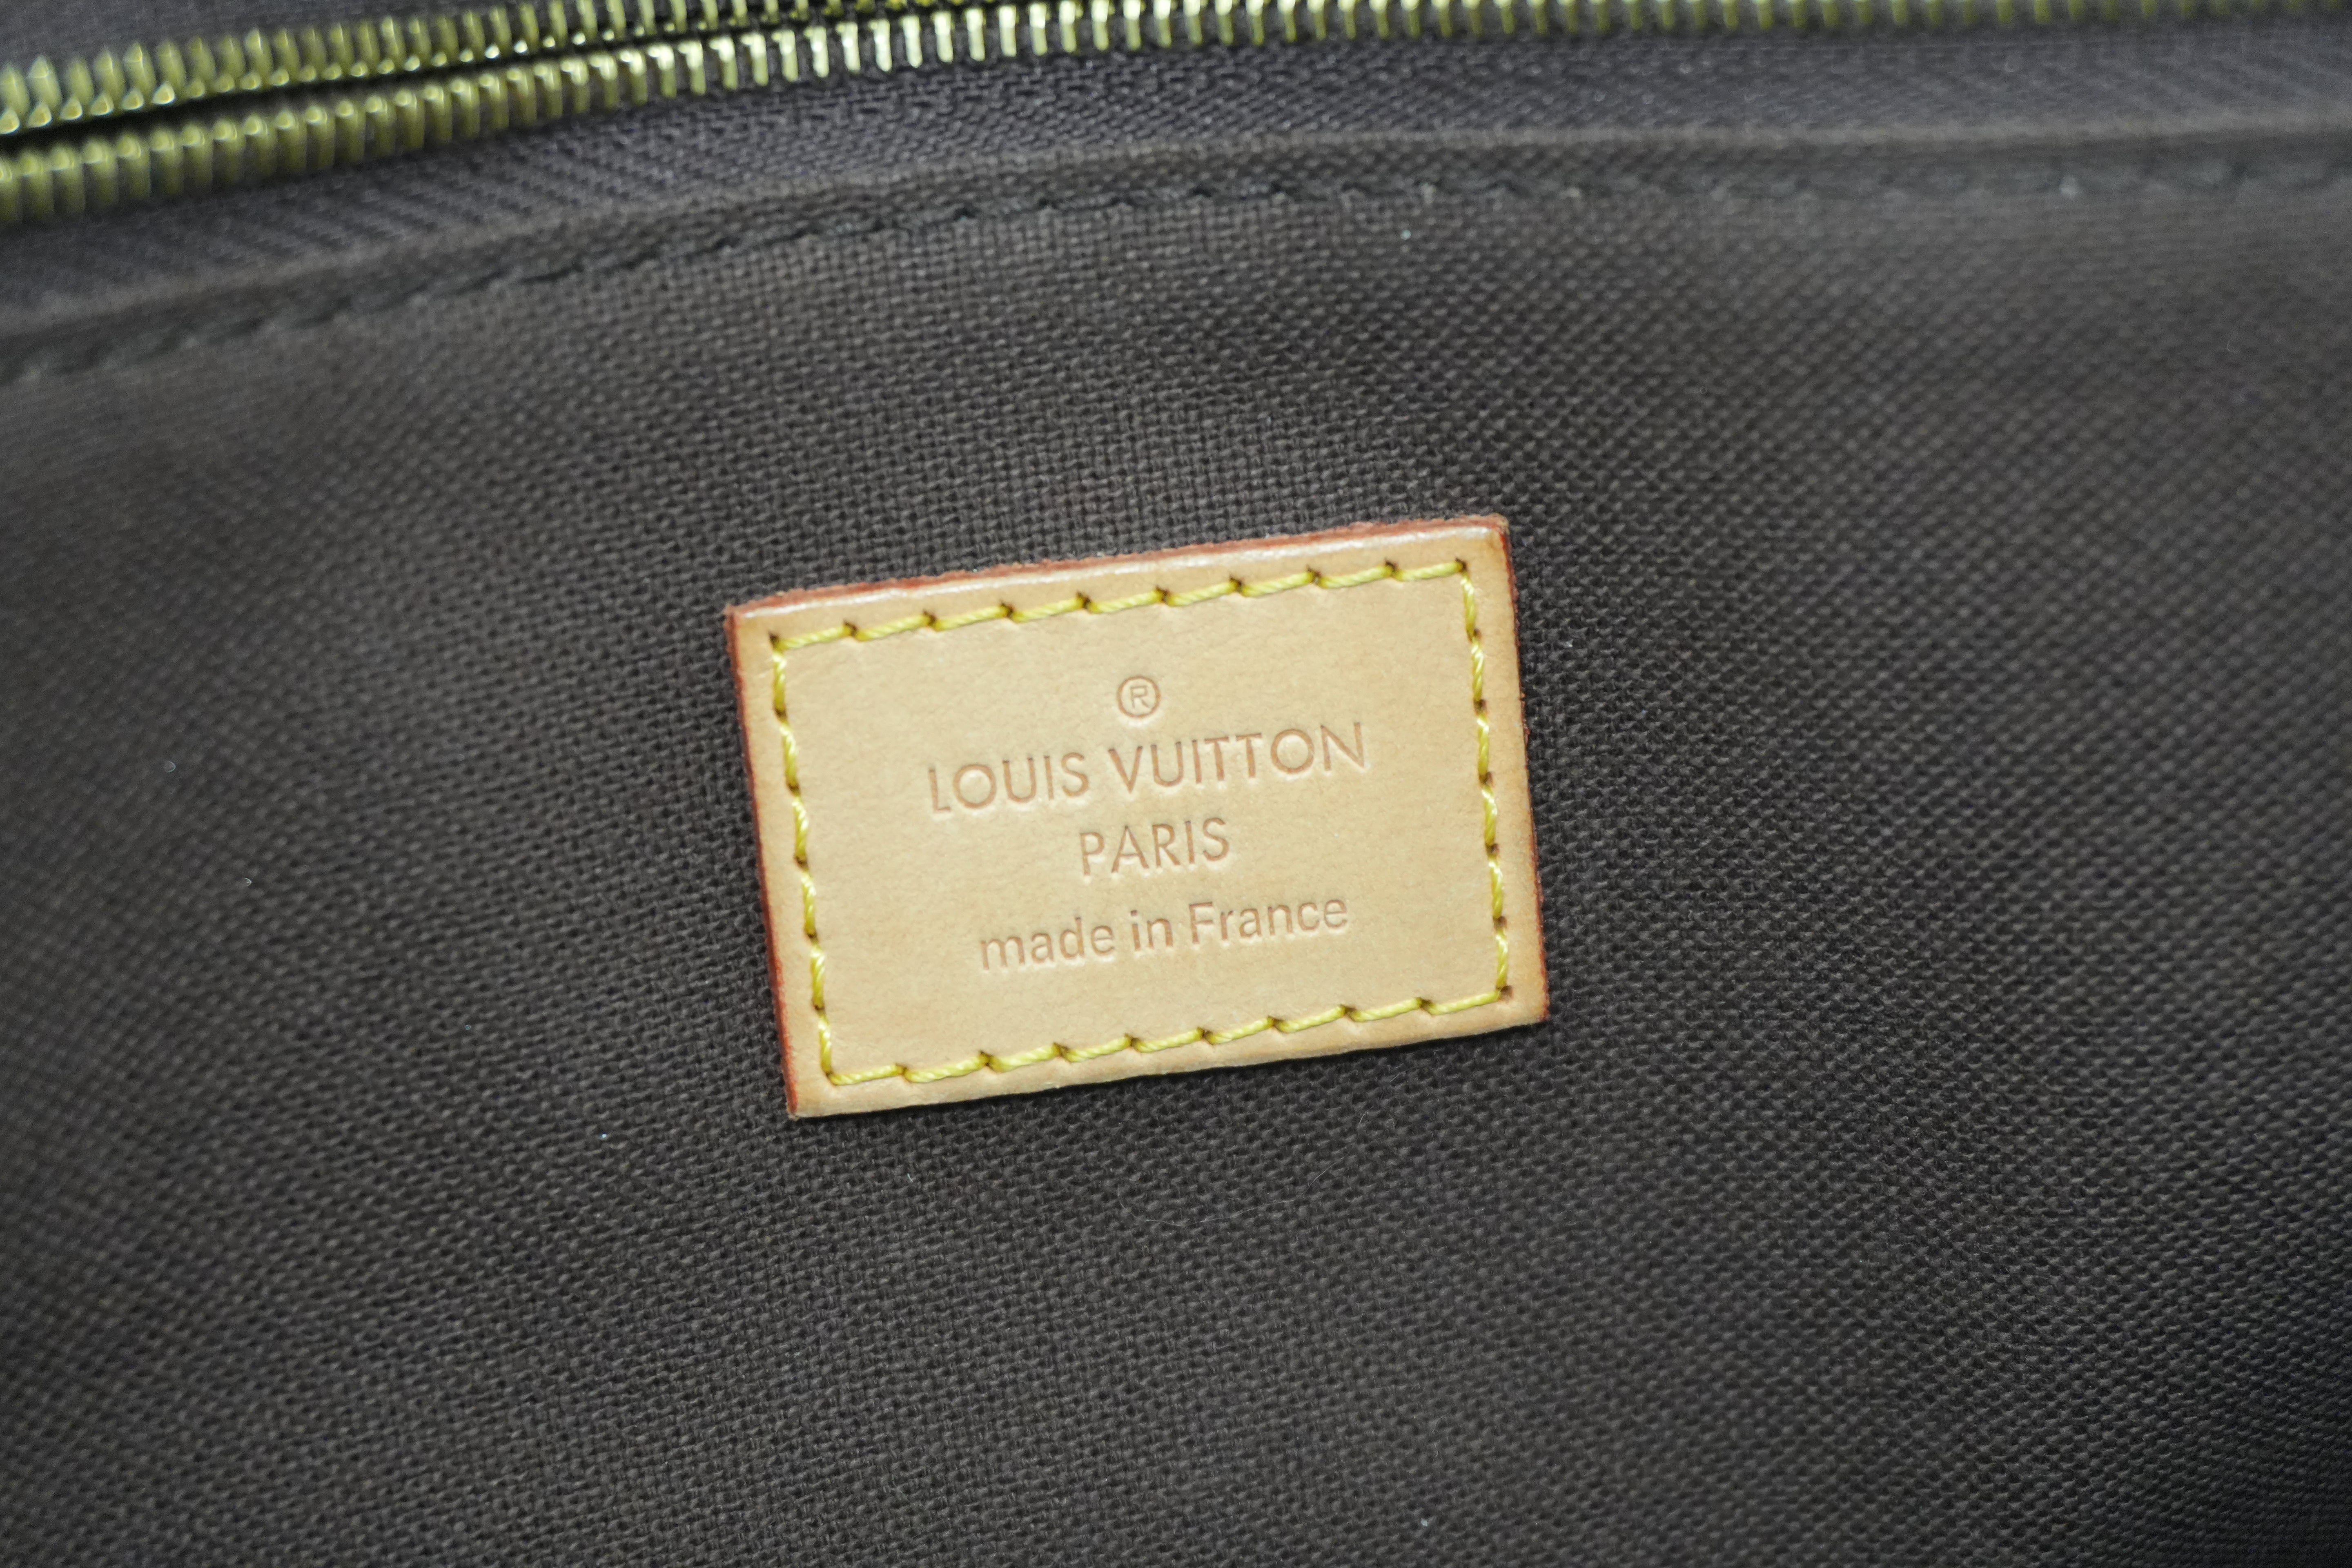 ®
LOUIS VUITTON
PARIS
made in France